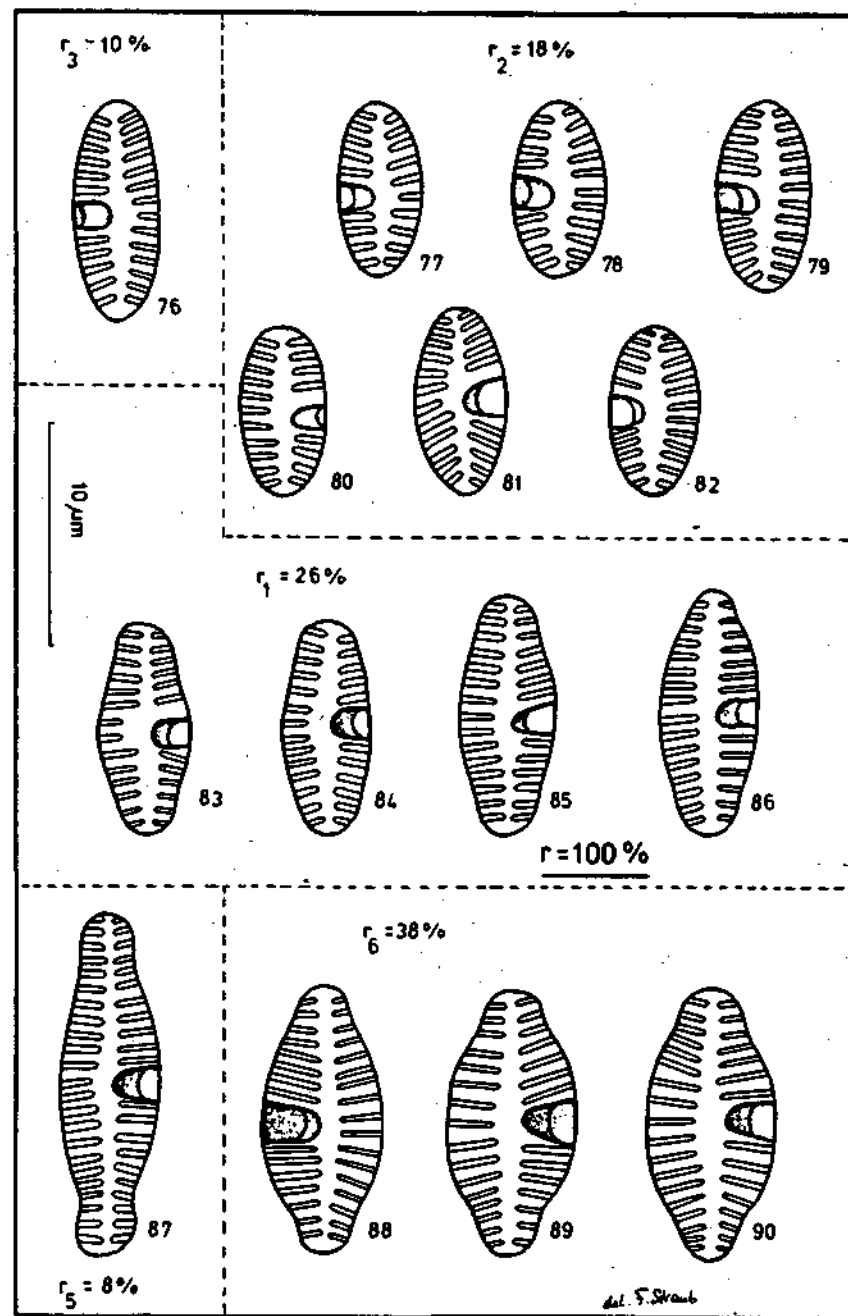 r3 = 10 %
r2 = 18 %
76
77
78
79
80
81
82
10 µm
r1 = 26 %
83
84
85
86
r = 100 %
r6 = 38 %
87
88
89
90
r5 = 8 %
del. F. Straub